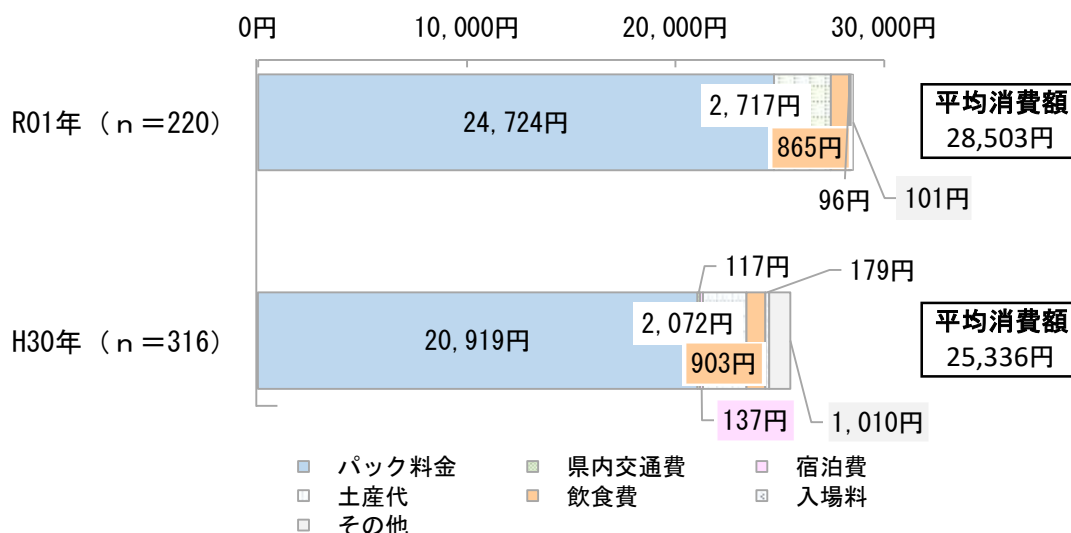 0円 10,000円 20,000円 30,000円
R01年（ｎ＝220）
24,724円
2,717円
865円
96円
101円
平均消費額
28,503円
H30年（ｎ＝316）
20,919円
117円
2,072円
903円
179円
137円
1,010円
平均消費額
25,336円
パック料金 県内交通費 宿泊費
土産代 飲食費 入場料
その他